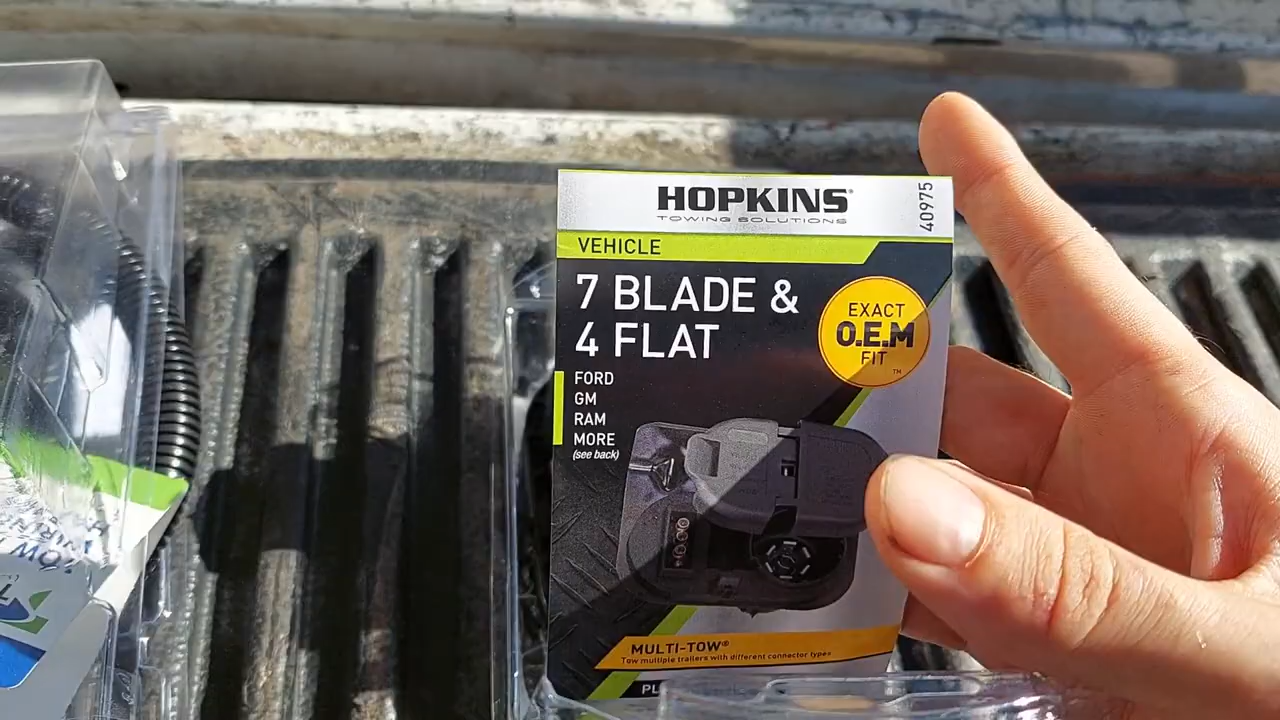 HOPKINS
TOWING SOLUTIONS
40975
VEHICLE
7 BLADE &
4 FLAT
EXACT
O.E.M
FIT
TM
FORD
GM
RAM
MORE
(see back)
MULTI-TOW®
Tow multiple trailers with different connector types